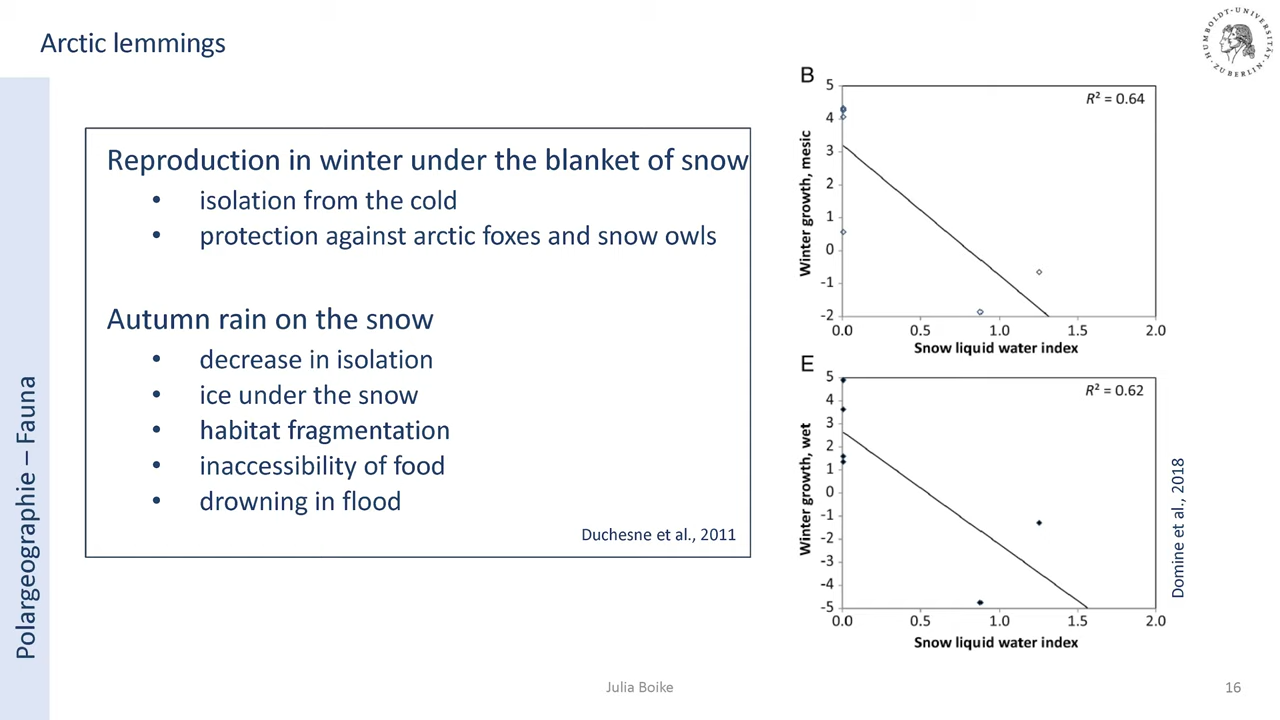 Arctic lemmings
HUMBOLDT-UNIVERSITÄT
ZU BERLIN
Polargeographie – Fauna
Reproduction in winter under the blanket of snow
• isolation from the cold
• protection against arctic foxes and snow owls
Autumn rain on the snow
• decrease in isolation
• ice under the snow
• habitat fragmentation
• inaccessibility of food
• drowning in flood
Duchesne et al., 2011
B
R² = 0.64
Winter growth, mesic
5
4
3
2
1
0
-1
-2
0.0 0.5 1.0 1.5 2.0
Snow liquid water index
E
R² = 0.62
Winter growth, wet
5
4
3
2
1
0
-1
-2
-3
-4
-5
0.0 0.5 1.0 1.5 2.0
Snow liquid water index
Domine et al., 2018
Julia Boike
16